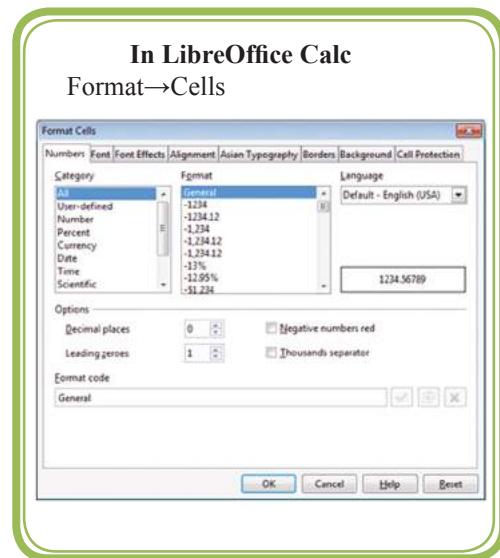 In LibreOffice Calc
Format→Cells
Format Cells
Numbers Font Font Effects Alignment Asian Typography Borders Background Cell Protection
Category Format Language
All General Default - English (USA)
User-defined -1234
Number -1234.12
Percent -1,234
Currency -1,234.12
Date -1,234.12
Time -13%
Scientific -12.95%
-$1,234
1234.56789
Options
Decimal places 0 Negative numbers red
Leading zeroes 1 Thousands separator
Format code
General
OK Cancel Help Reset